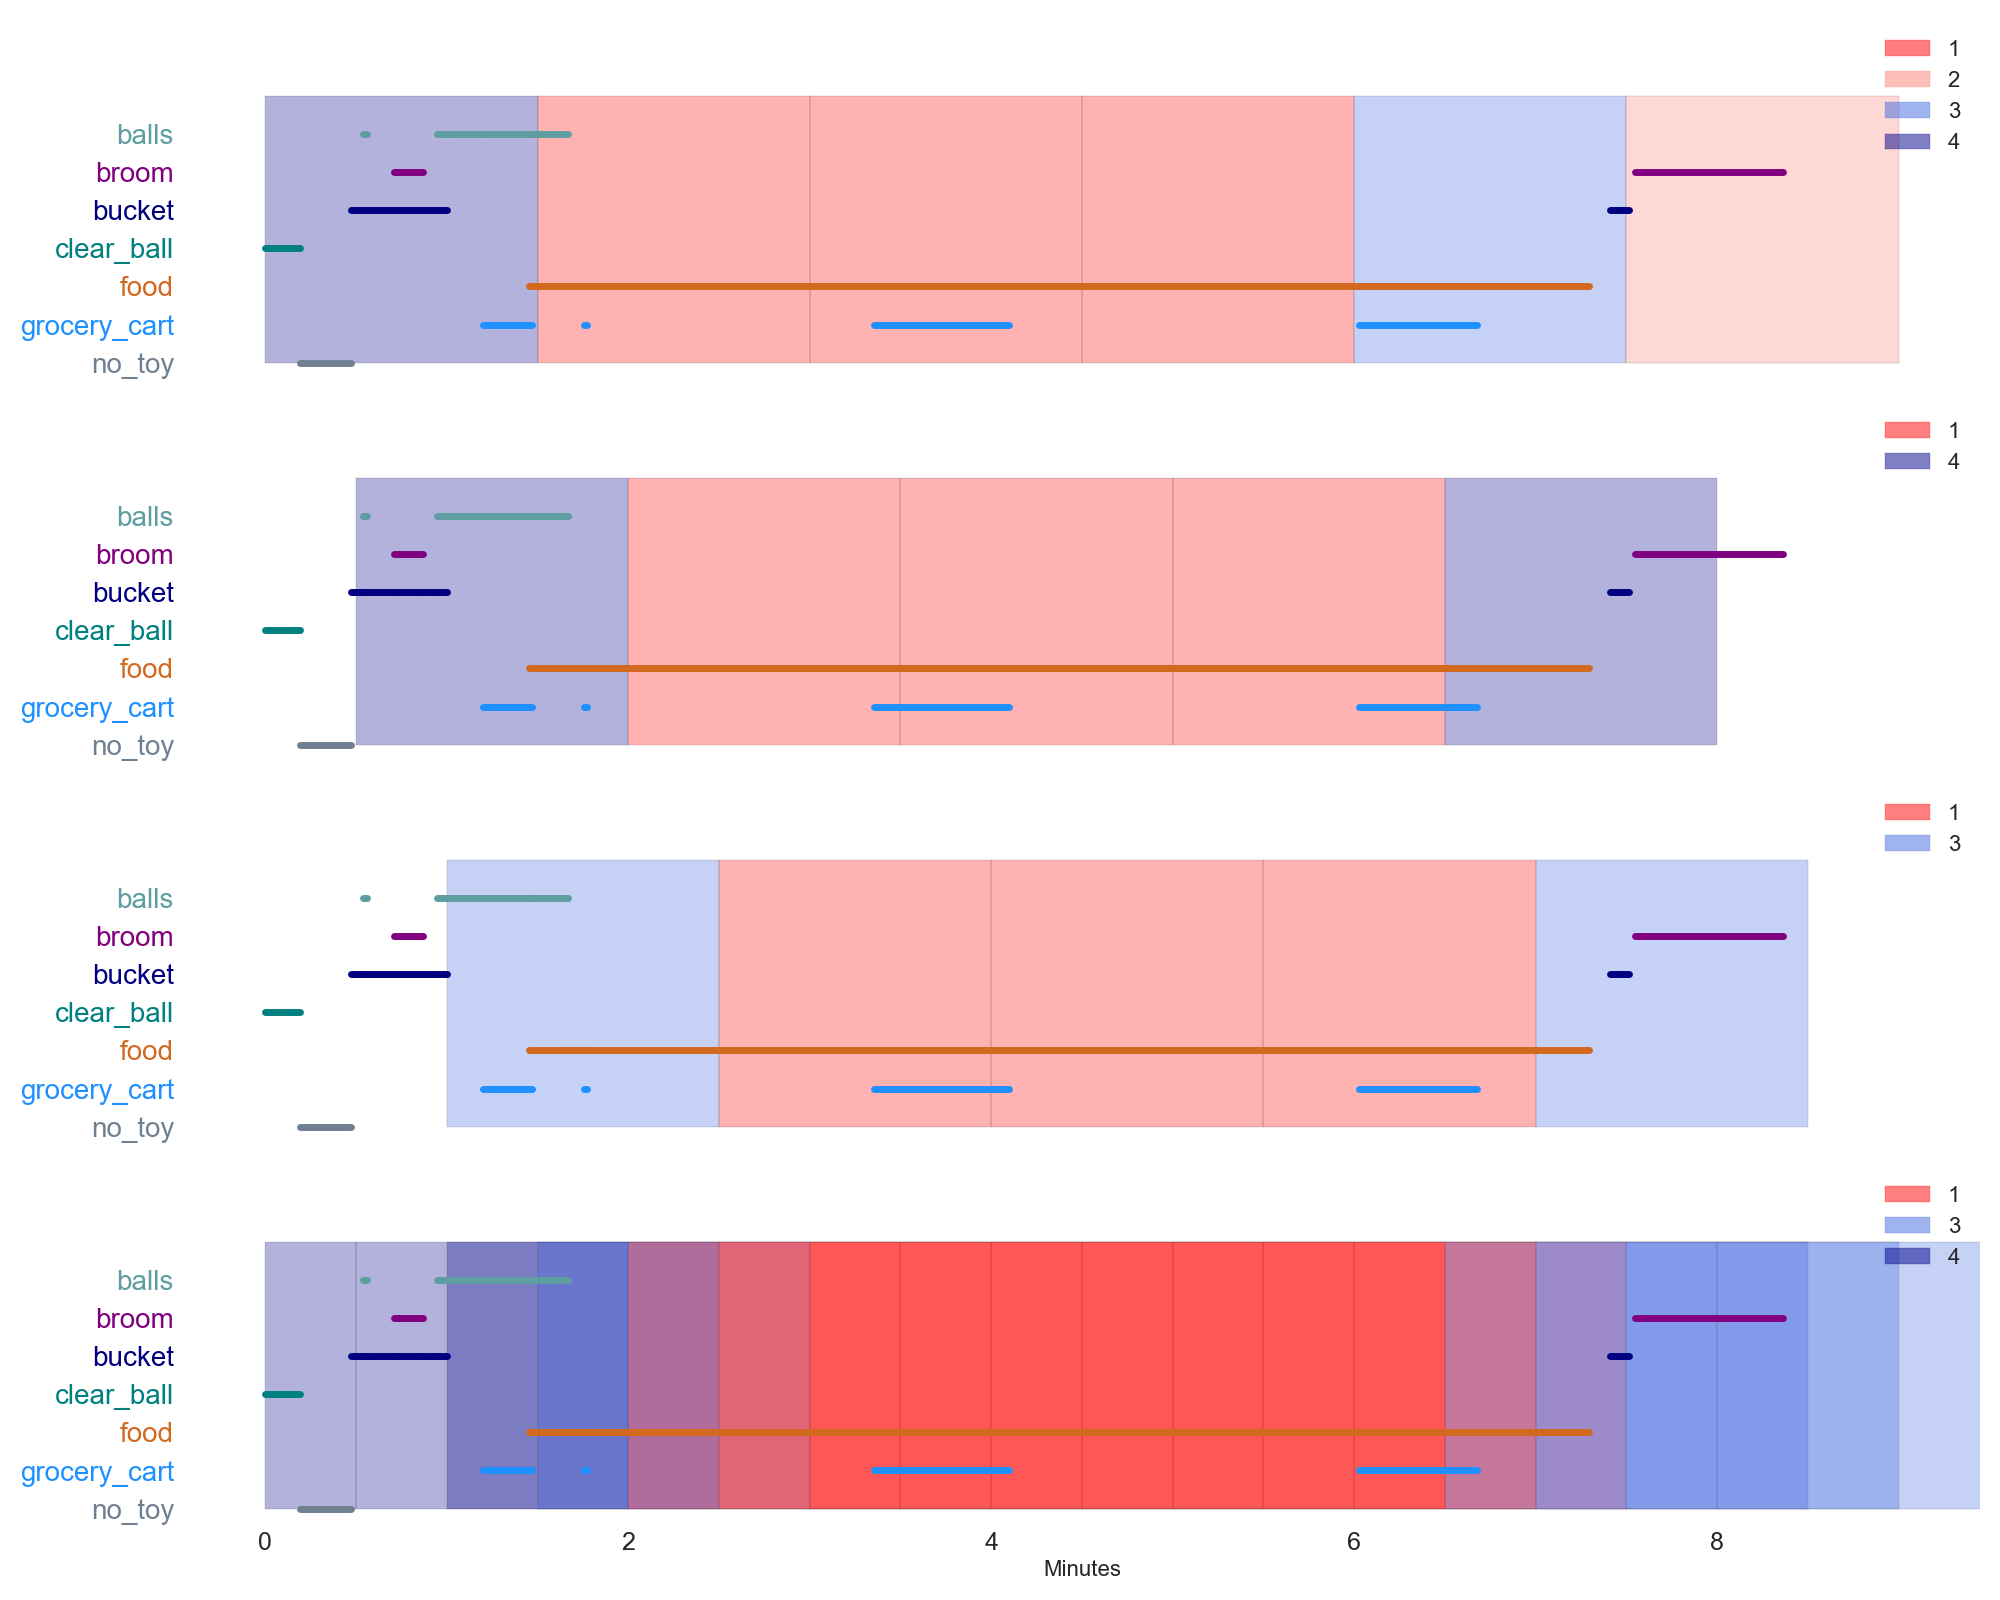 1
2
3
4
balls
broom
bucket
clear_ball
food
grocery_cart
no_toy
1
4
balls
broom
bucket
clear_ball
food
grocery_cart
no_toy
1
3
balls
broom
bucket
clear_ball
food
grocery_cart
no_toy
1
3
4
balls
broom
bucket
clear_ball
food
grocery_cart
no_toy
0 2 4 6 8
Minutes